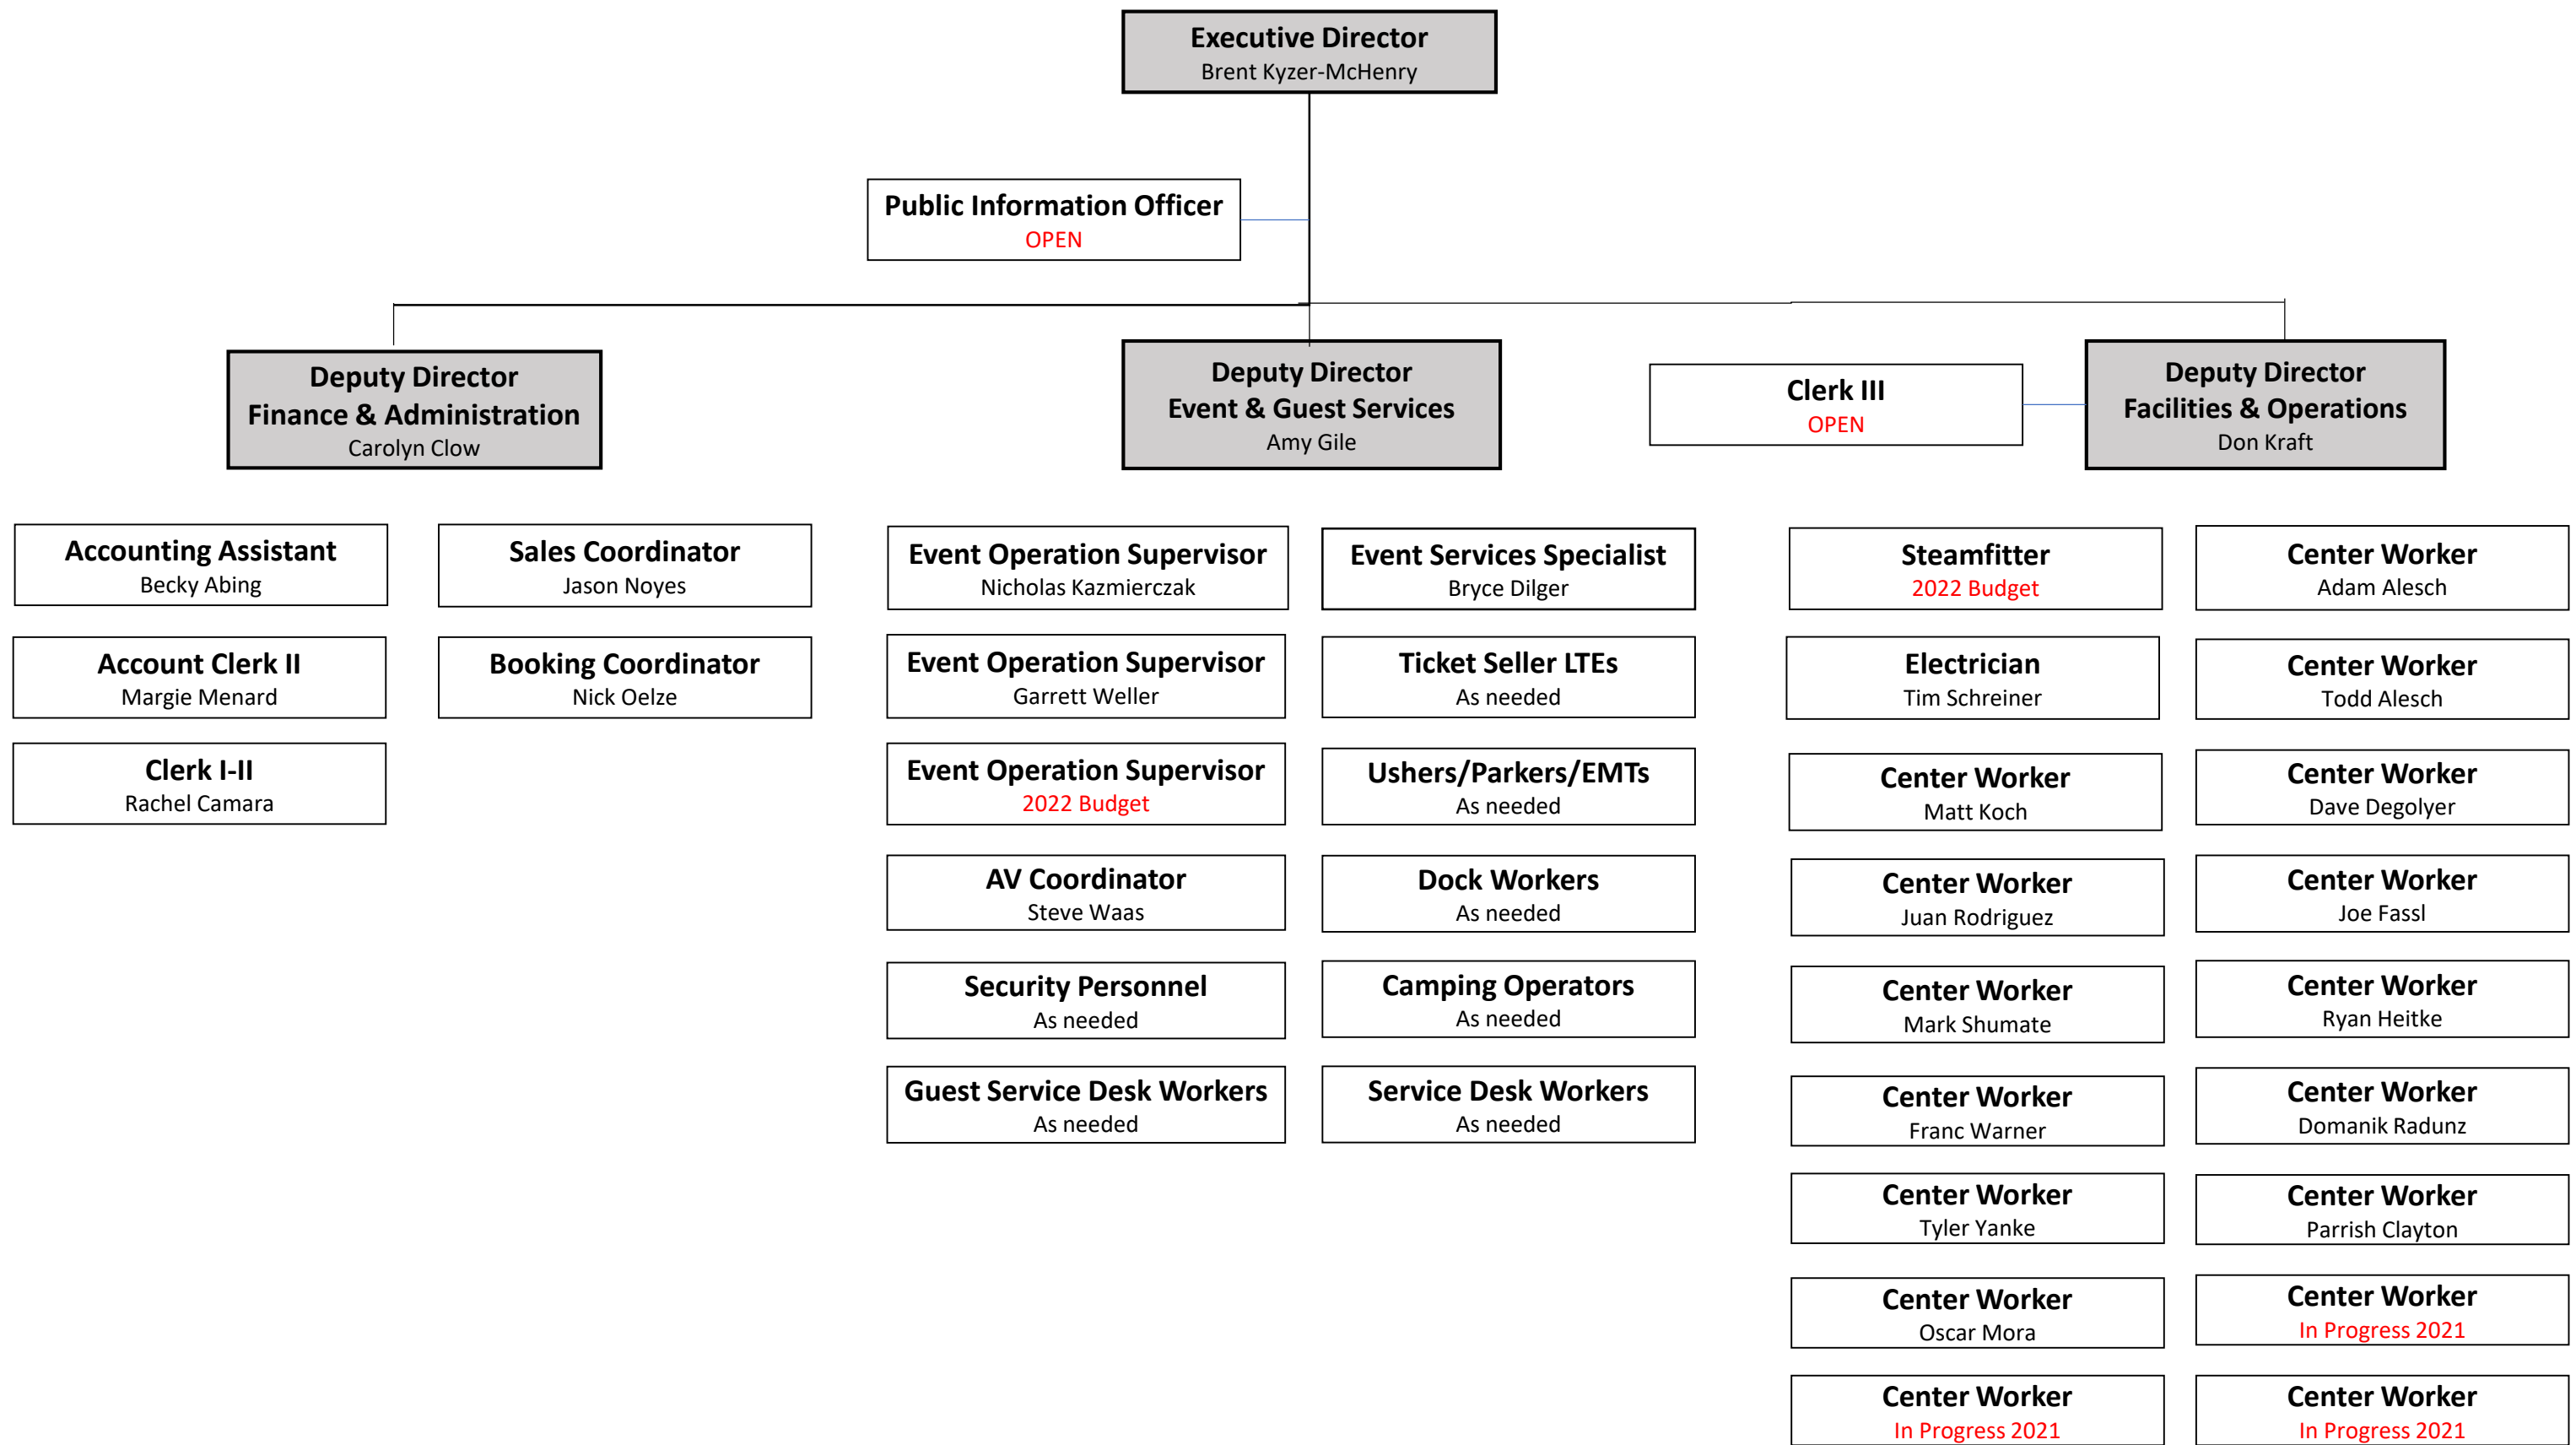 Executive Director
Brent Kyzer-McHenry
Public Information Officer
OPEN
Deputy Director
Finance & Administration
Carolyn Clow
Deputy Director
Event & Guest Services
Amy Gile
Clerk III
OPEN
Deputy Director
Facilities & Operations
Don Kraft
Accounting Assistant
Becky Abing
Sales Coordinator
Jason Noyes
Account Clerk II
Margie Menard
Booking Coordinator
Nick Oelze
Clerk I-II
Rachel Camara
Event Operation Supervisor
Nicholas Kazmierczak
Event Services Specialist
Bryce Dilger
Event Operation Supervisor
Garrett Weller
Ticket Seller LTEs
As needed
Event Operation Supervisor
2022 Budget
Ushers/Parkers/EMTs
As needed
AV Coordinator
Steve Waas
Dock Workers
As needed
Security Personnel
As needed
Camping Operators
As needed
Guest Service Desk Workers
As needed
Service Desk Workers
As needed
Steamfitter
2022 Budget
Center Worker
Adam Alesch
Electrician
Tim Schreiner
Center Worker
Todd Alesch
Center Worker
Matt Koch
Center Worker
Dave Degolyer
Center Worker
Juan Rodriguez
Center Worker
Joe Fassl
Center Worker
Mark Shumate
Center Worker
Ryan Heitke
Center Worker
Franc Warner
Center Worker
Domanik Radunz
Center Worker
Tyler Yanke
Center Worker
Parrish Clayton
Center Worker
Oscar Mora
Center Worker
In Progress 2021
Center Worker
In Progress 2021
Center Worker
In Progress 2021